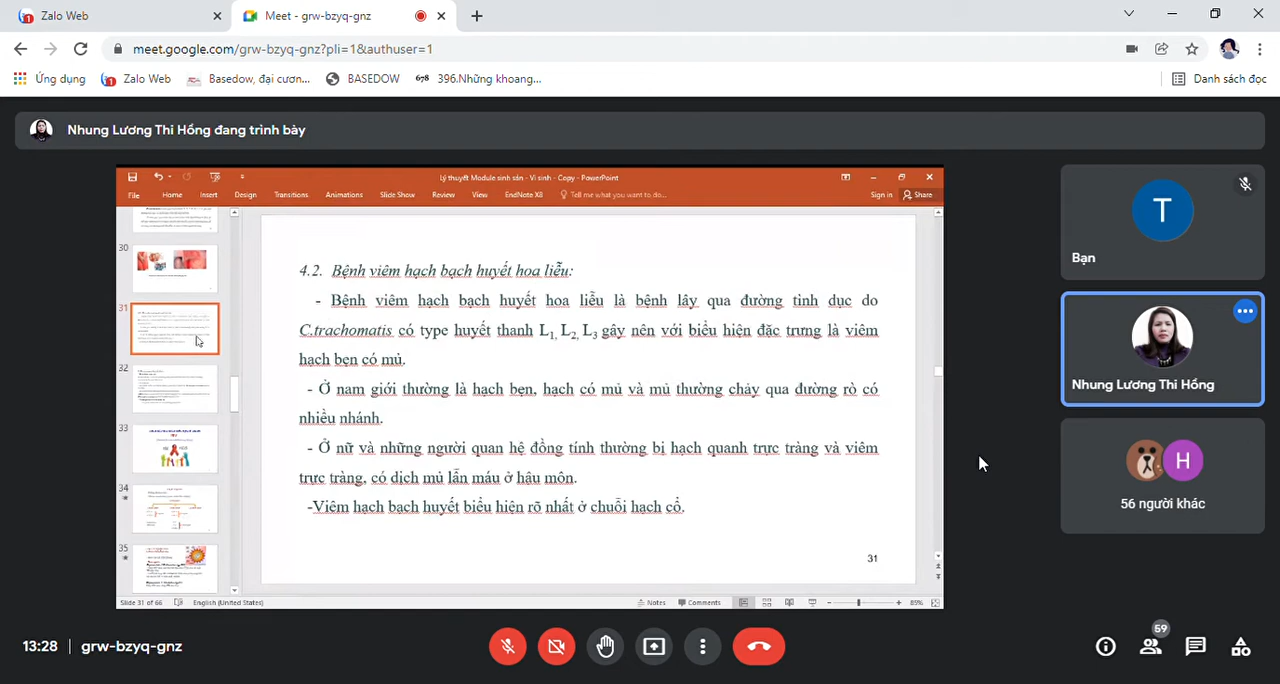 Zalo Web
Meet - grw-bzyq-gnz
meet.google.com/grw-bzyq-gnz?pli=1&authuser=1
Ứng dụng
Zalo Web
Basedow, đại cươn...
BASEDOW
678
396.Những khoang...
Danh sách đọc
Nhung Lương Thi Hồng đang trình bày
Lý thuyết Module sinh sản - Vi sinh - Copy - PowerPoint
File Home Insert Design Transitions Animations Slide Show Review View EndNote X8 Tell me what you want to do... Sign in Share
30
31
32
33
34
35
4.2. Bệnh viêm hạch bạch huyết hoa liễu:
- Bệnh viêm hạch bạch huyết hoa liễu là bệnh lây qua đường tình dục do
C.trachomatis có type huyết thanh L1, L2, L3 gây nên với biểu hiện đặc trưng là viêm
hạch bẹn có mủ.
- Ở nam giới thường là hạch bẹn, hạch có mủ và mủ thường chảy qua đường rò có
nhiều nhánh.
- Ở nữ và những người quan hệ đồng tính thường bị hạch quanh trực tràng và viêm
trực tràng, có dịch mủ lẫn máu ở hậu môn.
-Viêm hạch bạch huyết biểu hiện rõ nhất ở chuỗi hạch cổ.
31
Slide 31 of 66 English (United States) Notes Comments 85%
T
Bạn
Nhung Lương Thi Hồng
H
56 người khác
13:28 | grw-bzyq-gnz
59